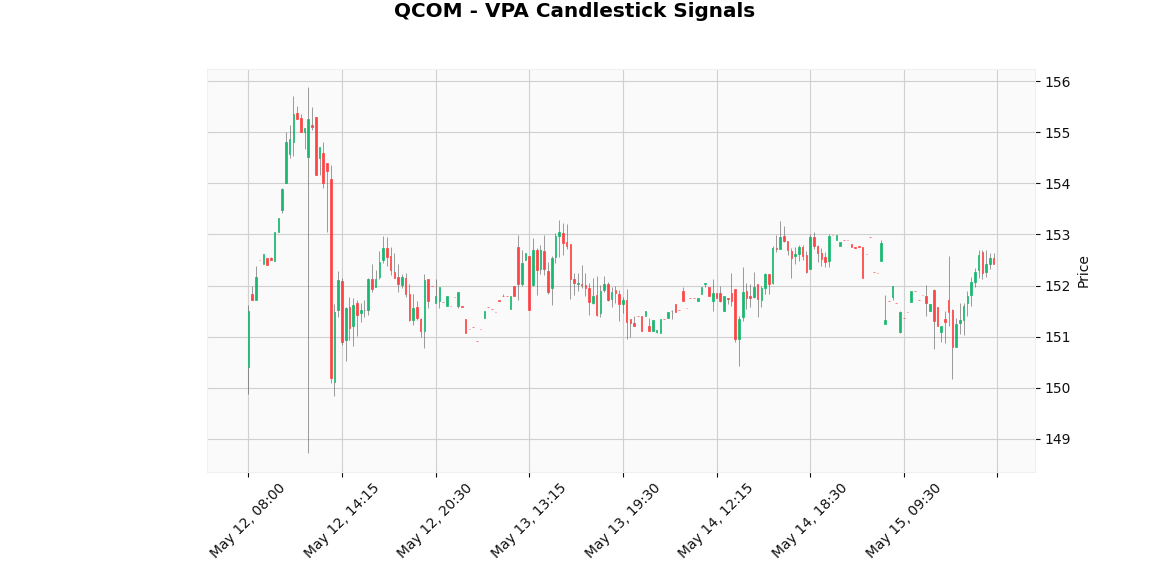 QCOM - VPA Candlestick Signals
156
155
154
153
152
151
150
149
Price
May 12, 08:00
May 12, 14:15
May 12, 20:30
May 13, 13:15
May 13, 19:30
May 14, 12:15
May 14, 18:30
May 15, 09:30